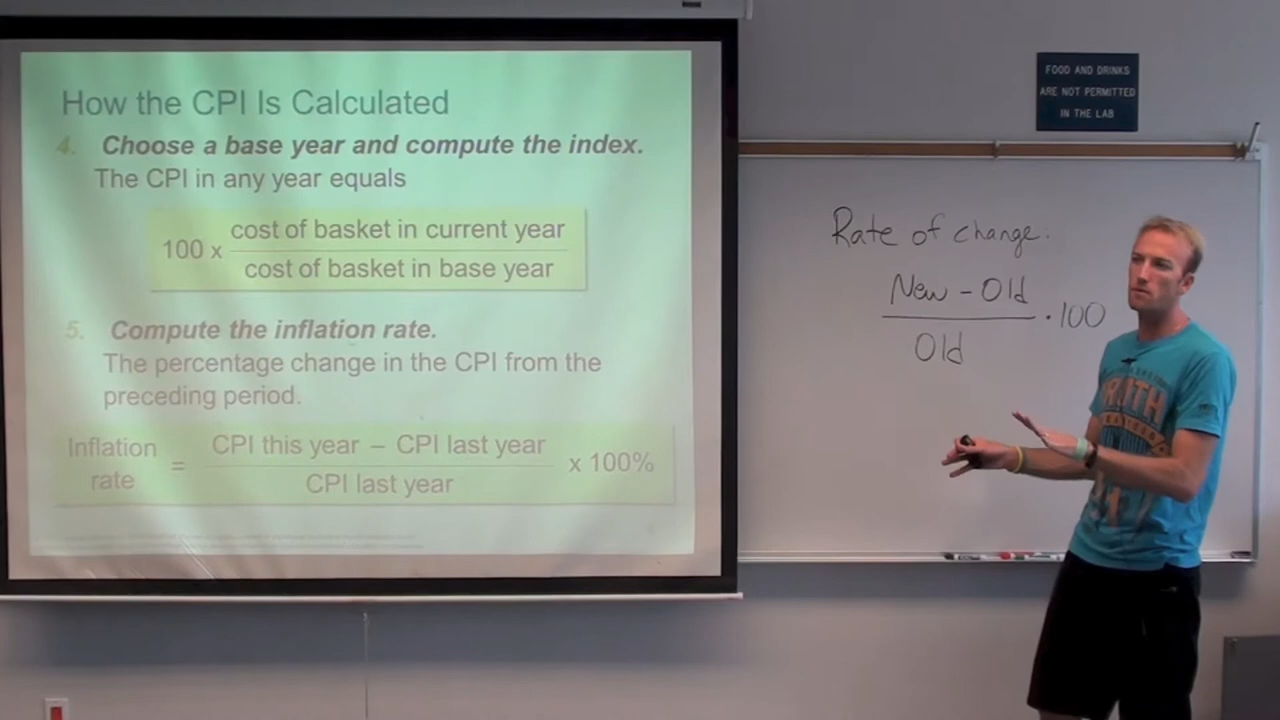 How the CPI Is Calculated
4. Choose a base year and compute the index.
The CPI in any year equals
100 x cost of basket in current year
cost of basket in base year
5. Compute the inflation rate.
The percentage change in the CPI from the
preceding period.
Inflation rate = CPI this year – CPI last year x 100%
CPI last year
FOOD AND DRINKS
ARE NOT PERMITTED
IN THE LAB
Rate of change.
New - Old · 100
Old